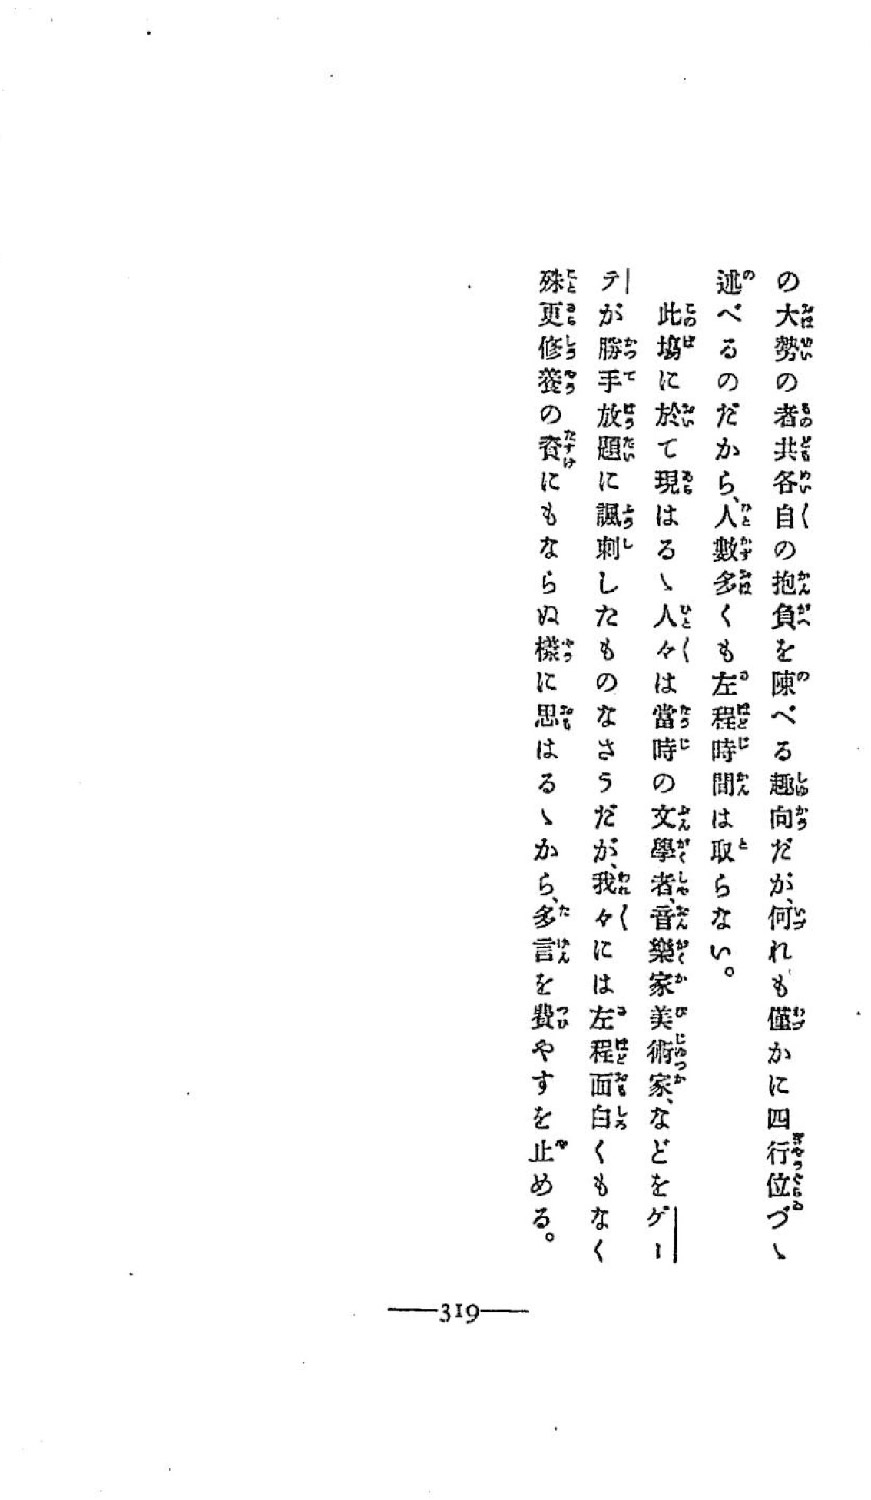 の大勢の者共各自の抱負を陳べる趣向だが、何れも僅かに四行位づゝ
述べるのだから、人數多くも左程時間は取らない。
此塲に於て現はるゝ人々は當時の文學者、音樂家美術家、などをゲー
テが勝手放題に諷刺したものなさうだが、我々には左程面白くもなく
殊更修養の資にもならぬ樣に思はるゝから、多言を費やすを止める。
319